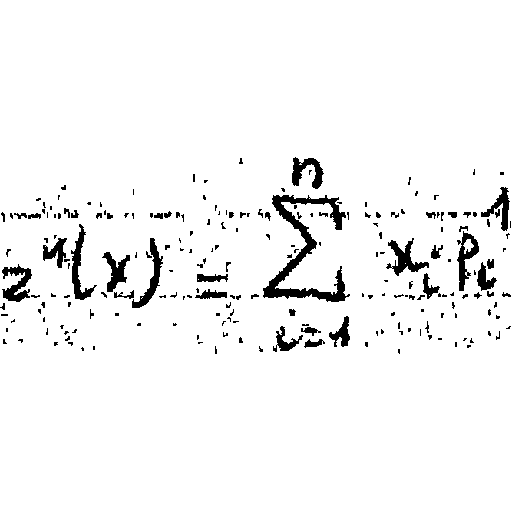 z^1(x) = \sum_{i=1}^{n} x_i p_i^1